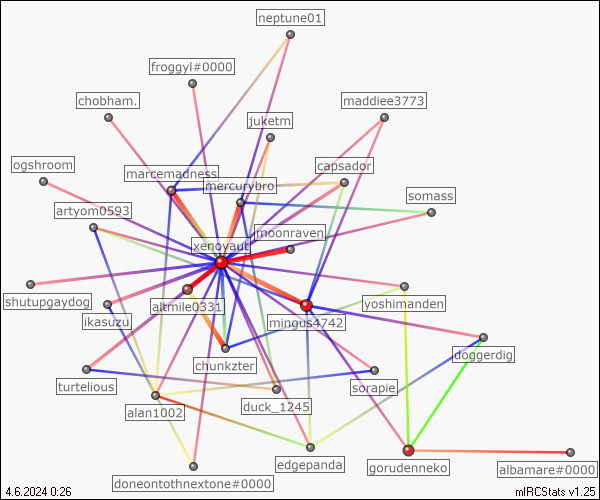 neptune01
froggyl#0000
chobham.
maddiee3773
juketm
ogshroom
capsador
marcemadness
mercurybro
somass
artyom0593
moonraven
xenoyaut
shutupgaydog
altmile0331
yoshimanden
ikasuzu
mingus4742
doggerdig
chunkzter
turtelious
sorapie
duck_1245
alan1002
edgepanda
gorudenneko
albamare#0000
doneontothnextone#0000
4.6.2024 0:26
mIRCStats v1.25